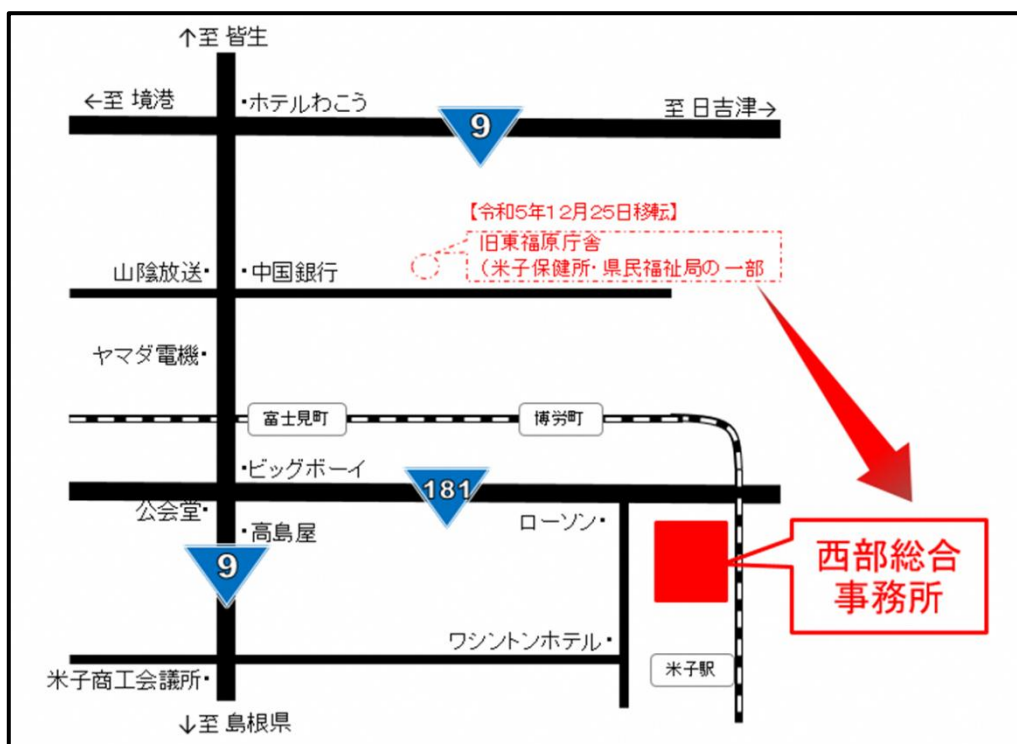 ↑至 皆生
←至 境港
・ホテルわこう
至 日吉津→
9
【令和5年12月25日移転】
旧東福原庁舎
(米子保健所・県民福祉局の一部
山陰放送・
・中国銀行
ヤマダ電機・
富士見町
博労町
・ビッグボーイ
181
公会堂・
・高島屋
ローソン・
9
西部総合
事務所
ワシントンホテル・
米子駅
米子商工会議所・
↓至 島根県